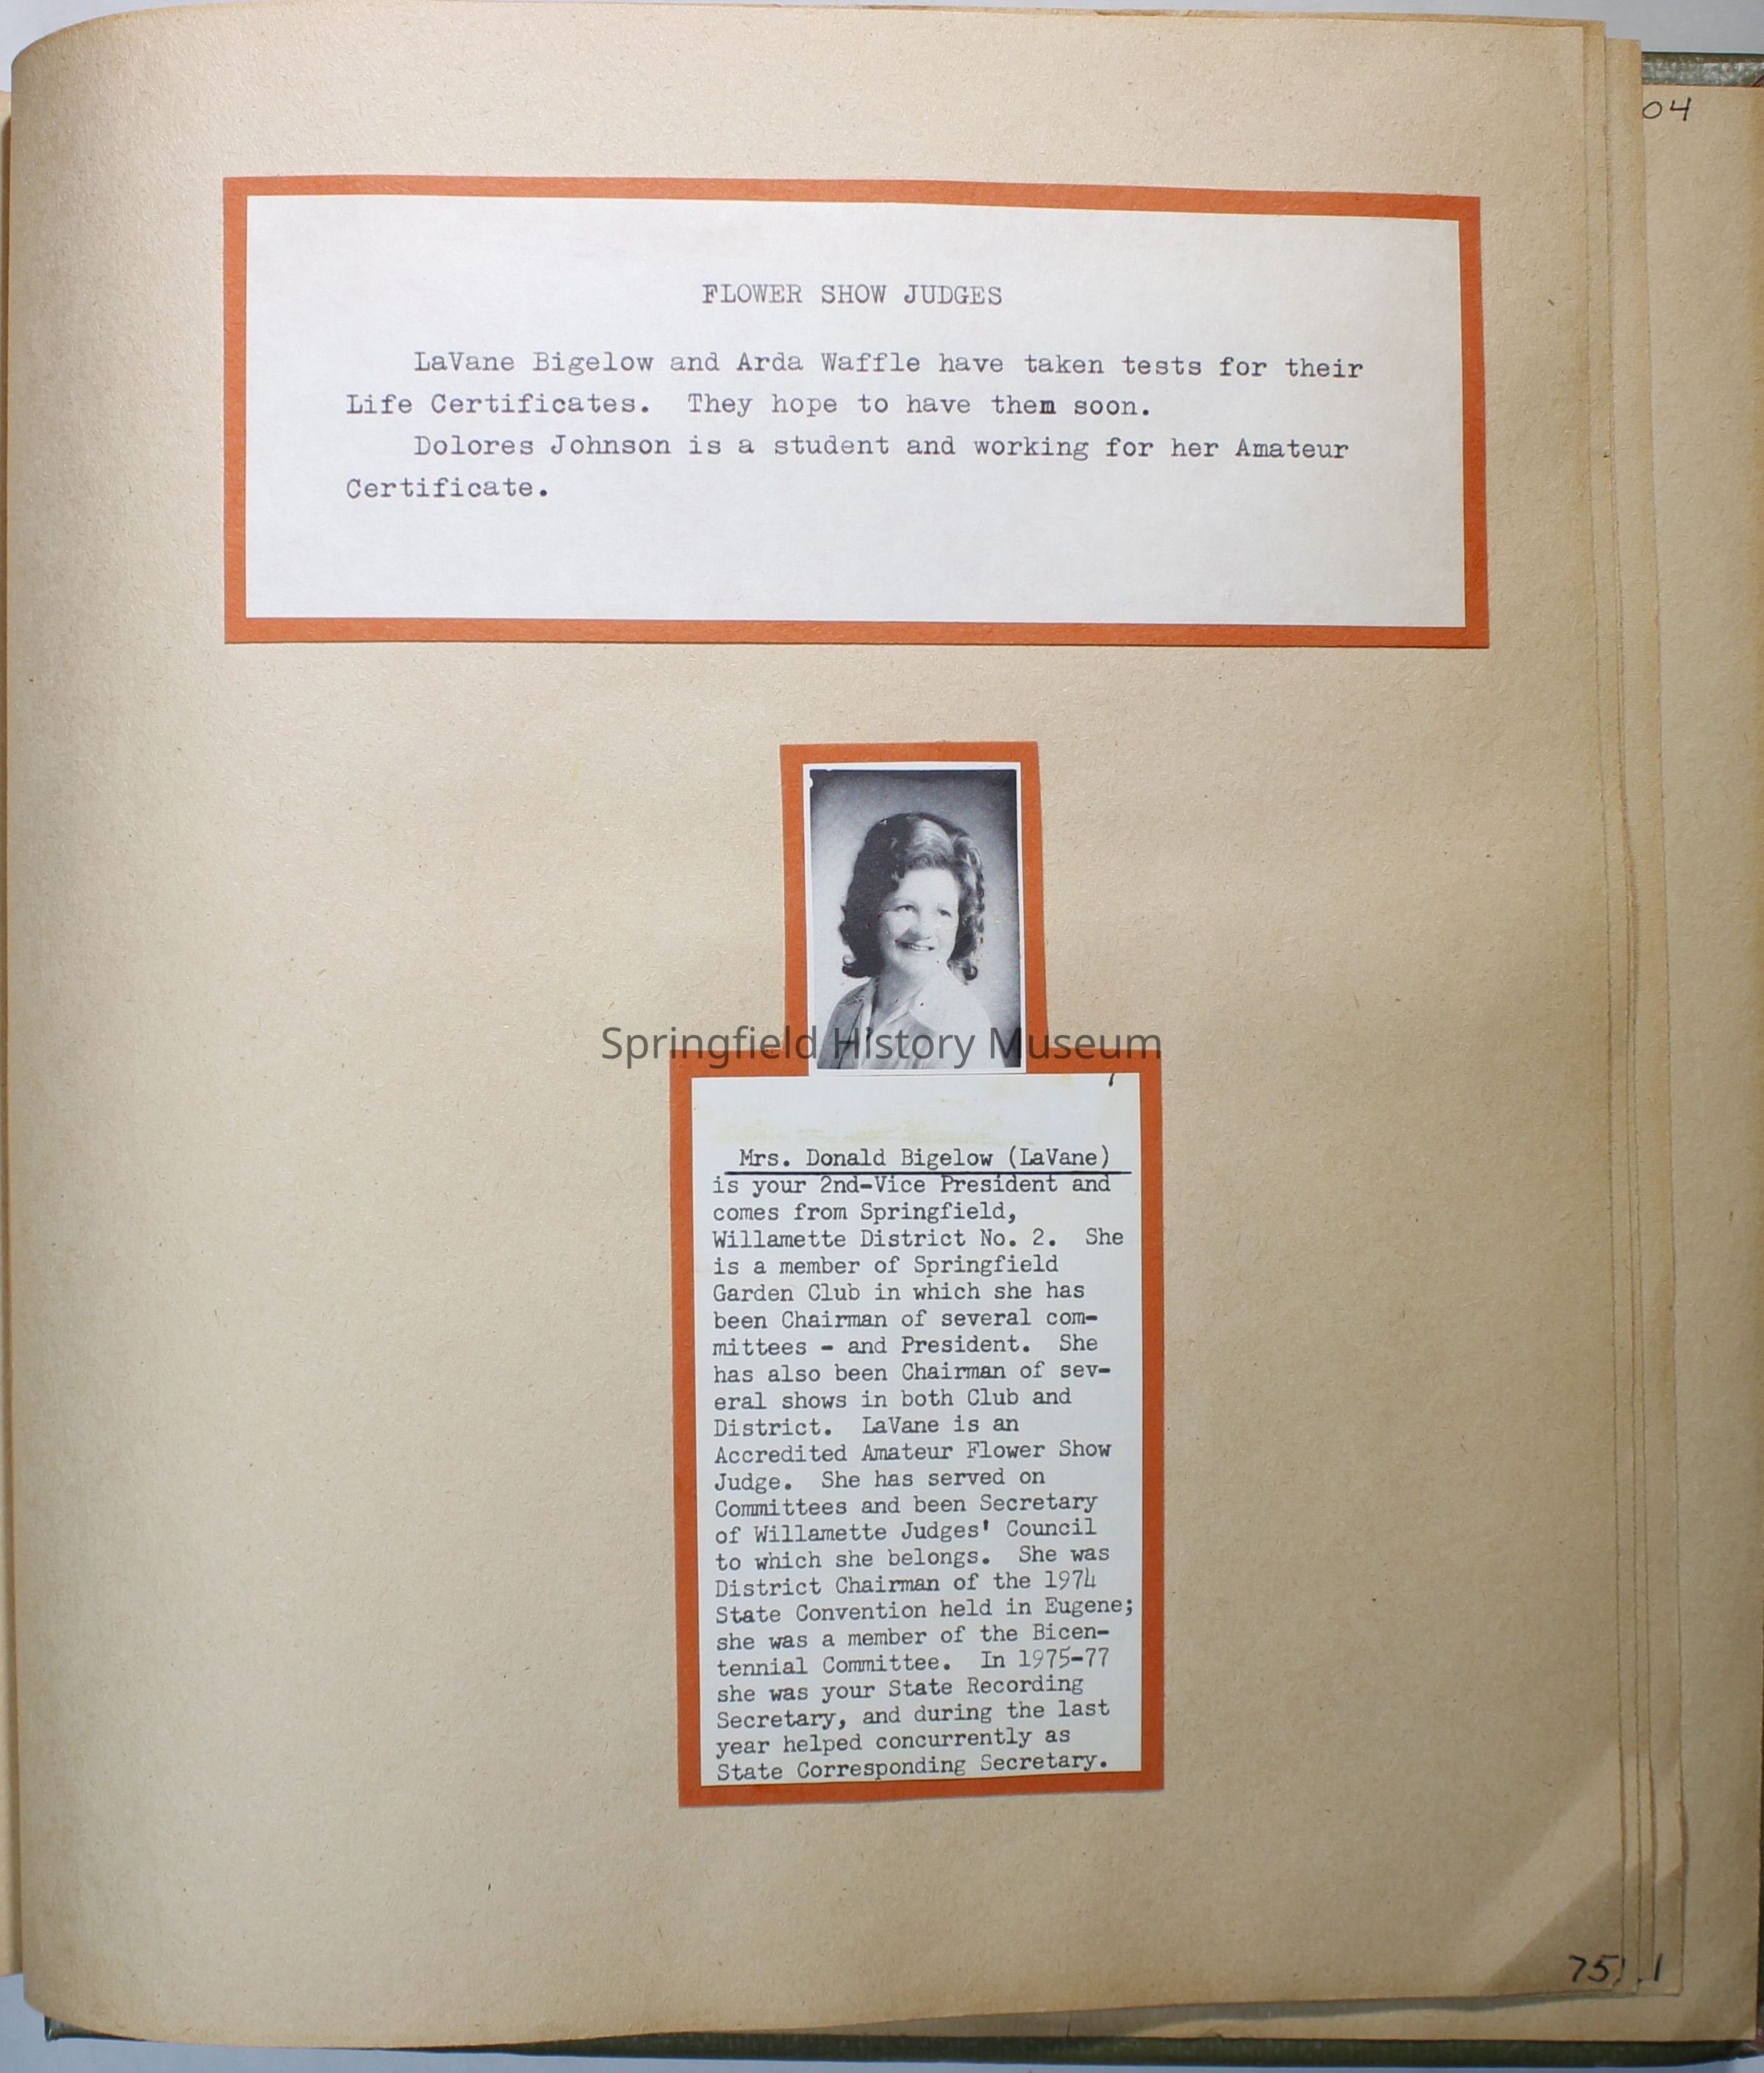 04
FLOWER SHOW JUDGES
LaVane Bigelow and Arda Waffle have taken tests for their
Life Certificates. They hope to have them soon.
Dolores Johnson is a student and working for her Amateur
Certificate.
Springfield History Museum
Mrs. Donald Bigelow (LaVane)
is your 2nd-Vice President and
comes from Springfield,
Willamette District No. 2. She
is a member of Springfield
Garden Club in which she has
been Chairman of several com-
mittees - and President. She
has also been Chairman of sev-
eral shows in both Club and
District. LaVane is an
Accredited Amateur Flower Show
Judge. She has served on
Committees and been Secretary
of Willamette Judges' Council
to which she belongs. She was
District Chairman of the 1974
State Convention held in Eugene;
she was a member of the Bicen-
tennial Committee. In 1975-77
she was your State Recording
Secretary, and during the last
year helped concurrently as
State Corresponding Secretary.
75